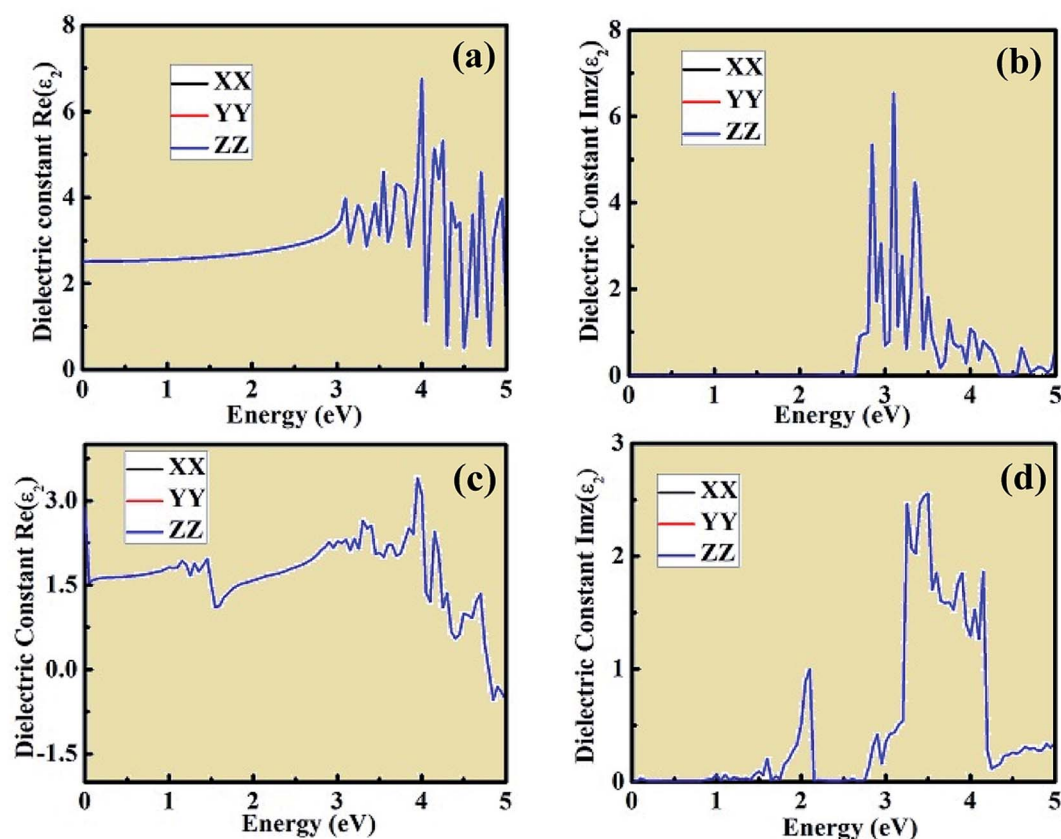 (a)
XX
YY
ZZ
Dielectric constant Re(ε₂)
8
6
4
2
0
0 1 2 3 4 5
Energy (eV)
(b)
XX
YY
ZZ
Dielectric Constant Imz(ε₂)
8
6
4
2
0
0 1 2 3 4 5
Energy (eV)
(c)
XX
YY
ZZ
Dielectric Constant Re(ε₂)
3.0
1.5
0.0
-1.5
0 1 2 3 4 5
Energy (eV)
(d)
XX
YY
ZZ
Dielectric Constant Imz(ε₂)
3
2
1
0
0 1 2 3 4 5
Energy (eV)